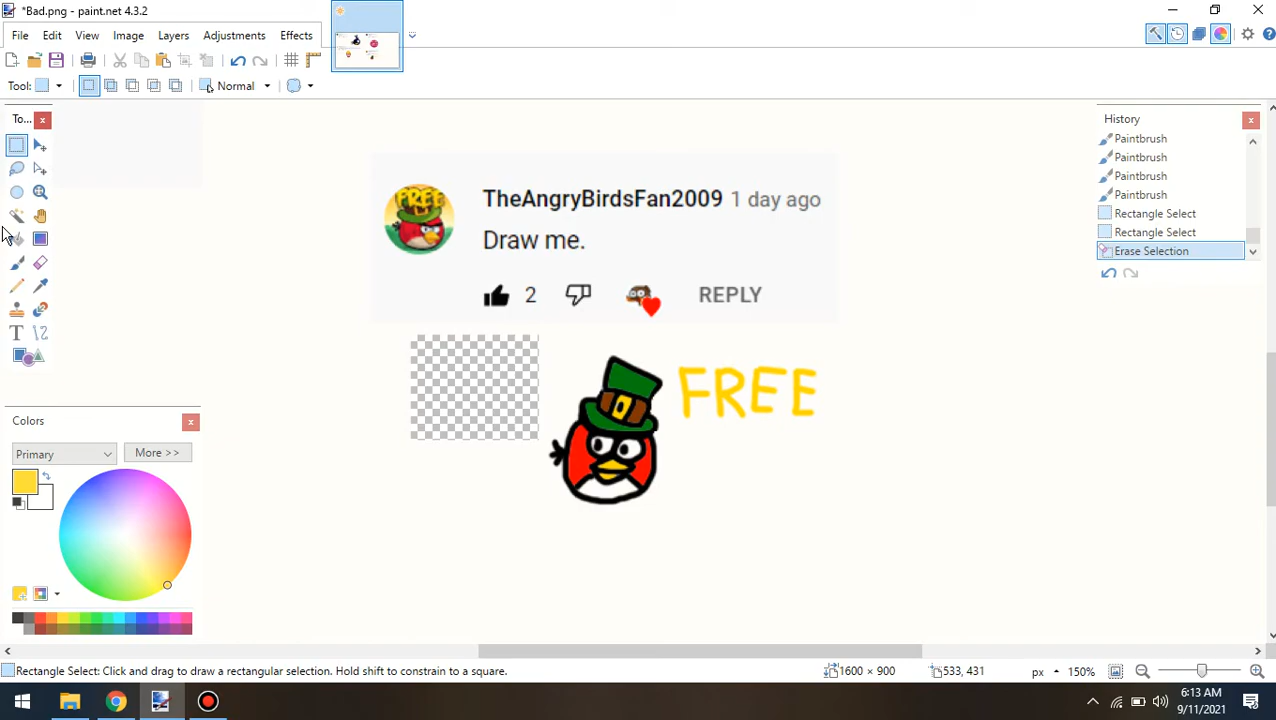 *Bad.png - paint.net 4.3.2
File Edit View Image Layers Adjustments Effects
Tool: Normal
To...
History
Paintbrush
Paintbrush
Paintbrush
Paintbrush
Rectangle Select
Rectangle Select
Erase Selection
FREE
TheAngryBirdsFan2009 1 day ago
Draw me.
2 REPLY
FREE
Colors
Primary More >>
Rectangle Select: Click and drag to draw a rectangular selection. Hold shift to constrain to a square.
1600 × 900 533, 431 px 150%
6:13 AM
9/11/2021